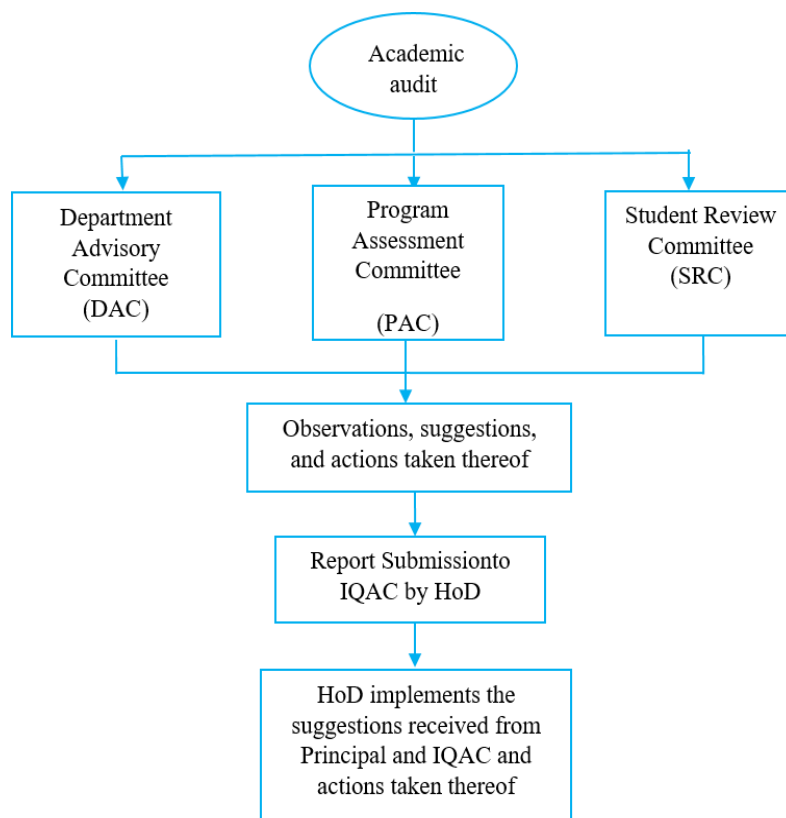 Academic
audit
Department
Advisory
Committee
(DAC)
Program
Assessment
Committee
(PAC)
Student Review
Committee
(SRC)
Observations, suggestions,
and actions taken thereof
Report Submissionto
IQAC by HoD
HoD implements the
suggestions received from
Principal and IQAC and
actions taken thereof